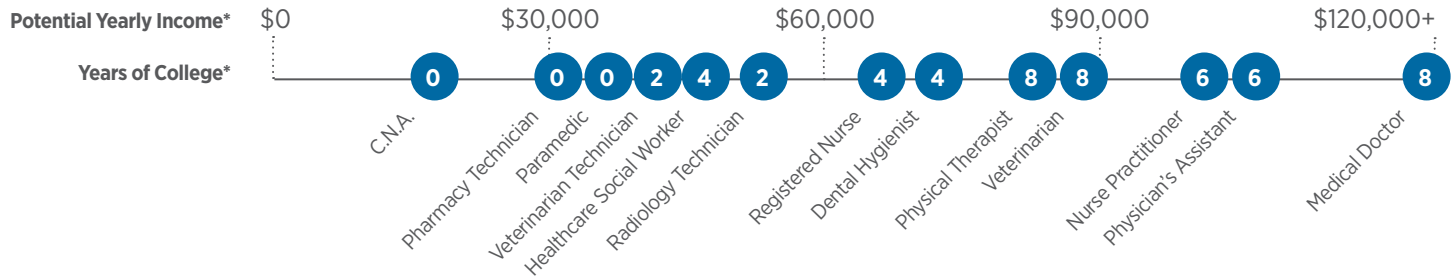 Potential Yearly Income* $0 $30,000 $60,000 $90,000 $120,000+
Years of College* 0 0 0 2 4 2 4 4 8 8 6 6 8
C.N.A.
Pharmacy Technician
Paramedic
Veterinarian Technician
Healthcare Social Worker
Radiology Technician
Registered Nurse
Dental Hygienist
Physical Therapist
Veterinarian
Nurse Practitioner
Physician's Assistant
Medical Doctor